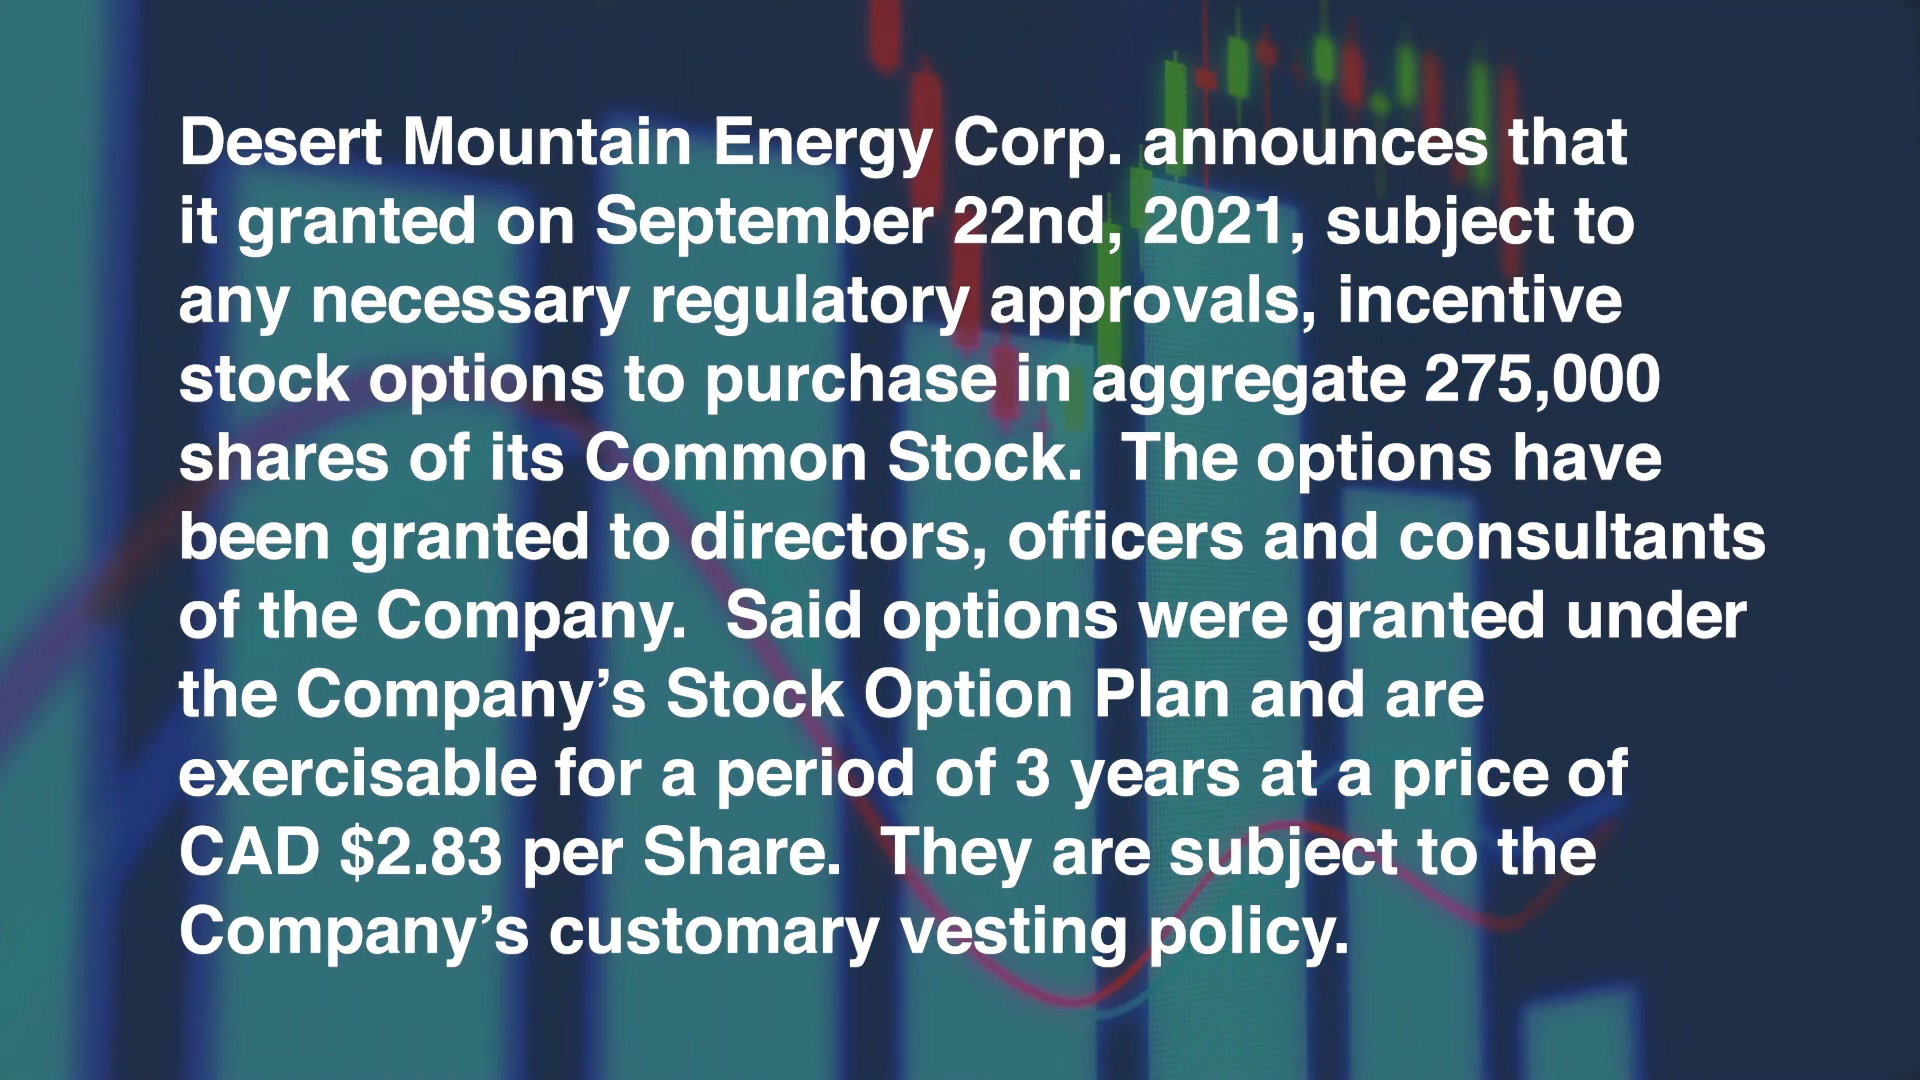 Desert Mountain Energy Corp. announces that
it granted on September 22nd, 2021, subject to
any necessary regulatory approvals, incentive
stock options to purchase in aggregate 275,000
shares of its Common Stock.  The options have
been granted to directors, officers and consultants
of the Company.  Said options were granted under
the Company’s Stock Option Plan and are
exercisable for a period of 3 years at a price of
CAD $2.83 per Share.  They are subject to the
Company’s customary vesting policy.